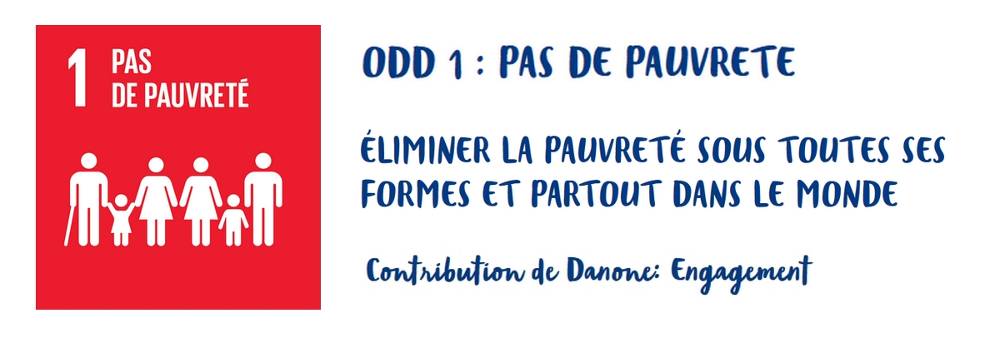 1 PAS
DE PAUVRETÉ
ODD 1 : PAS DE PAUVRETE
ÉLIMINER LA PAUVRETÉ SOUS TOUTES SES
FORMES ET PARTOUT DANS LE MONDE
Contribution de Danone: Engagement